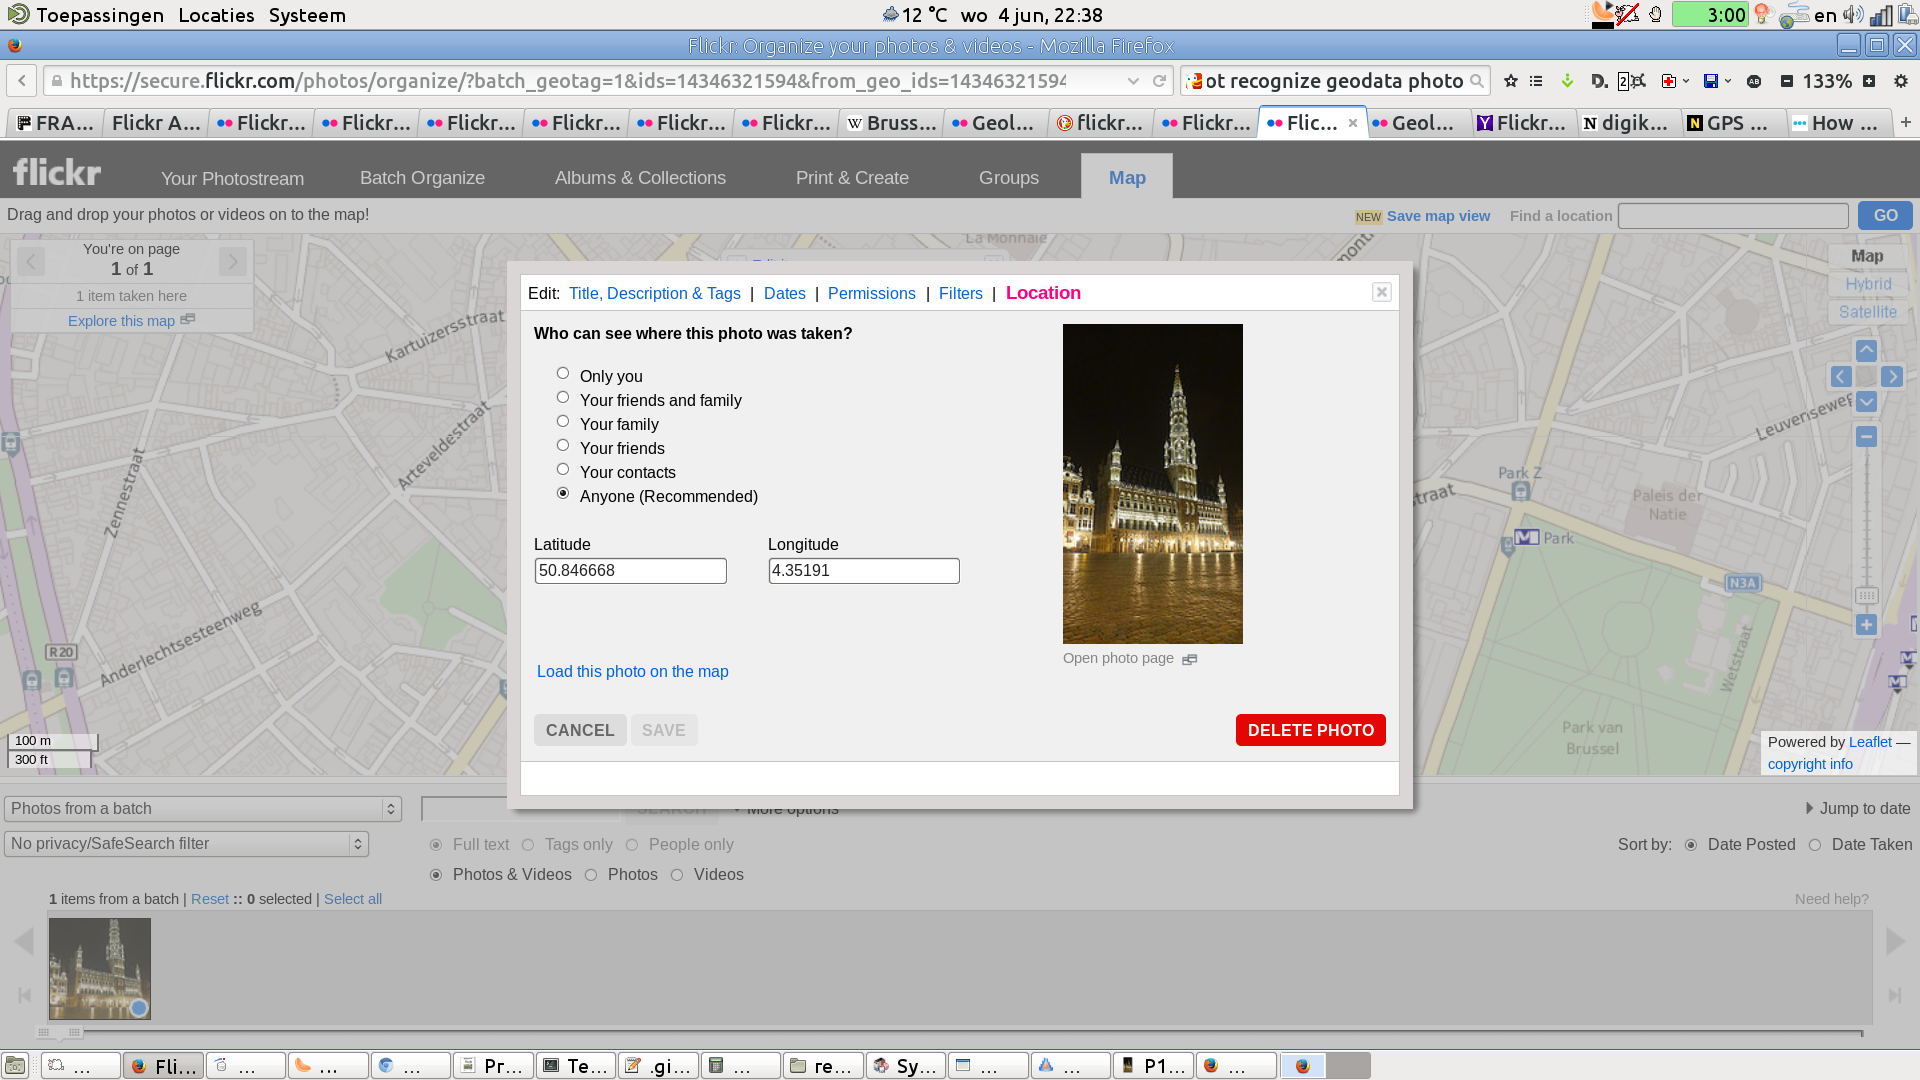 Toepassingen Locaties Systeem
12 °C wo 4 jun, 22:38
3:00 en
Flickr: Organize your photos & videos - Mozilla Firefox
https://secure.flickr.com/photos/organize/?batch_geotag=1&ids=14346321594&from_geo_ids=14346321594
ot recognize geodata photo
133%
FRA... Flickr A... Flickr... Flickr... Flickr... Flickr... Flickr... Flickr... Bruss... Geol... flickr... Flickr... Flic... Geol... Flickr... digik... GPS ... How ...
flickr Your Photostream Batch Organize Albums & Collections Print & Create Groups Map
Drag and drop your photos or videos on to the map!
NEW Save map view Find a location GO
You're on page
1 of 1
1 item taken here
Explore this map
Map
Hybrid
Satellite
La Monnaie
Kartuizersstraat
Arteveldestraat
Zennestraat
Anderlechtsesteenweg
R20
Leuvenseweg
Park Z
Paleis der
Natie
Park
N3A
Wetstraat
Park van
Brussel
100 m
300 ft
Powered by Leaflet —
copyright info
Edit: Title, Description & Tags | Dates | Permissions | Filters | Location
Who can see where this photo was taken?
Only you
Your friends and family
Your family
Your friends
Your contacts
Anyone (Recommended)
Latitude Longitude
50.846668 4.35191
Open photo page
Load this photo on the map
CANCEL SAVE DELETE PHOTO
Photos from a batch
SEARCH More options
Jump to date
No privacy/SafeSearch filter
Full text Tags only People only
Sort by: Date Posted Date Taken
Photos & Videos Photos Videos
1 items from a batch | Reset :: 0 selected | Select all
Need help?
... Fli... ... ... ... Pr... Te... .gi... ... re... Sy... ... ... P1... ...